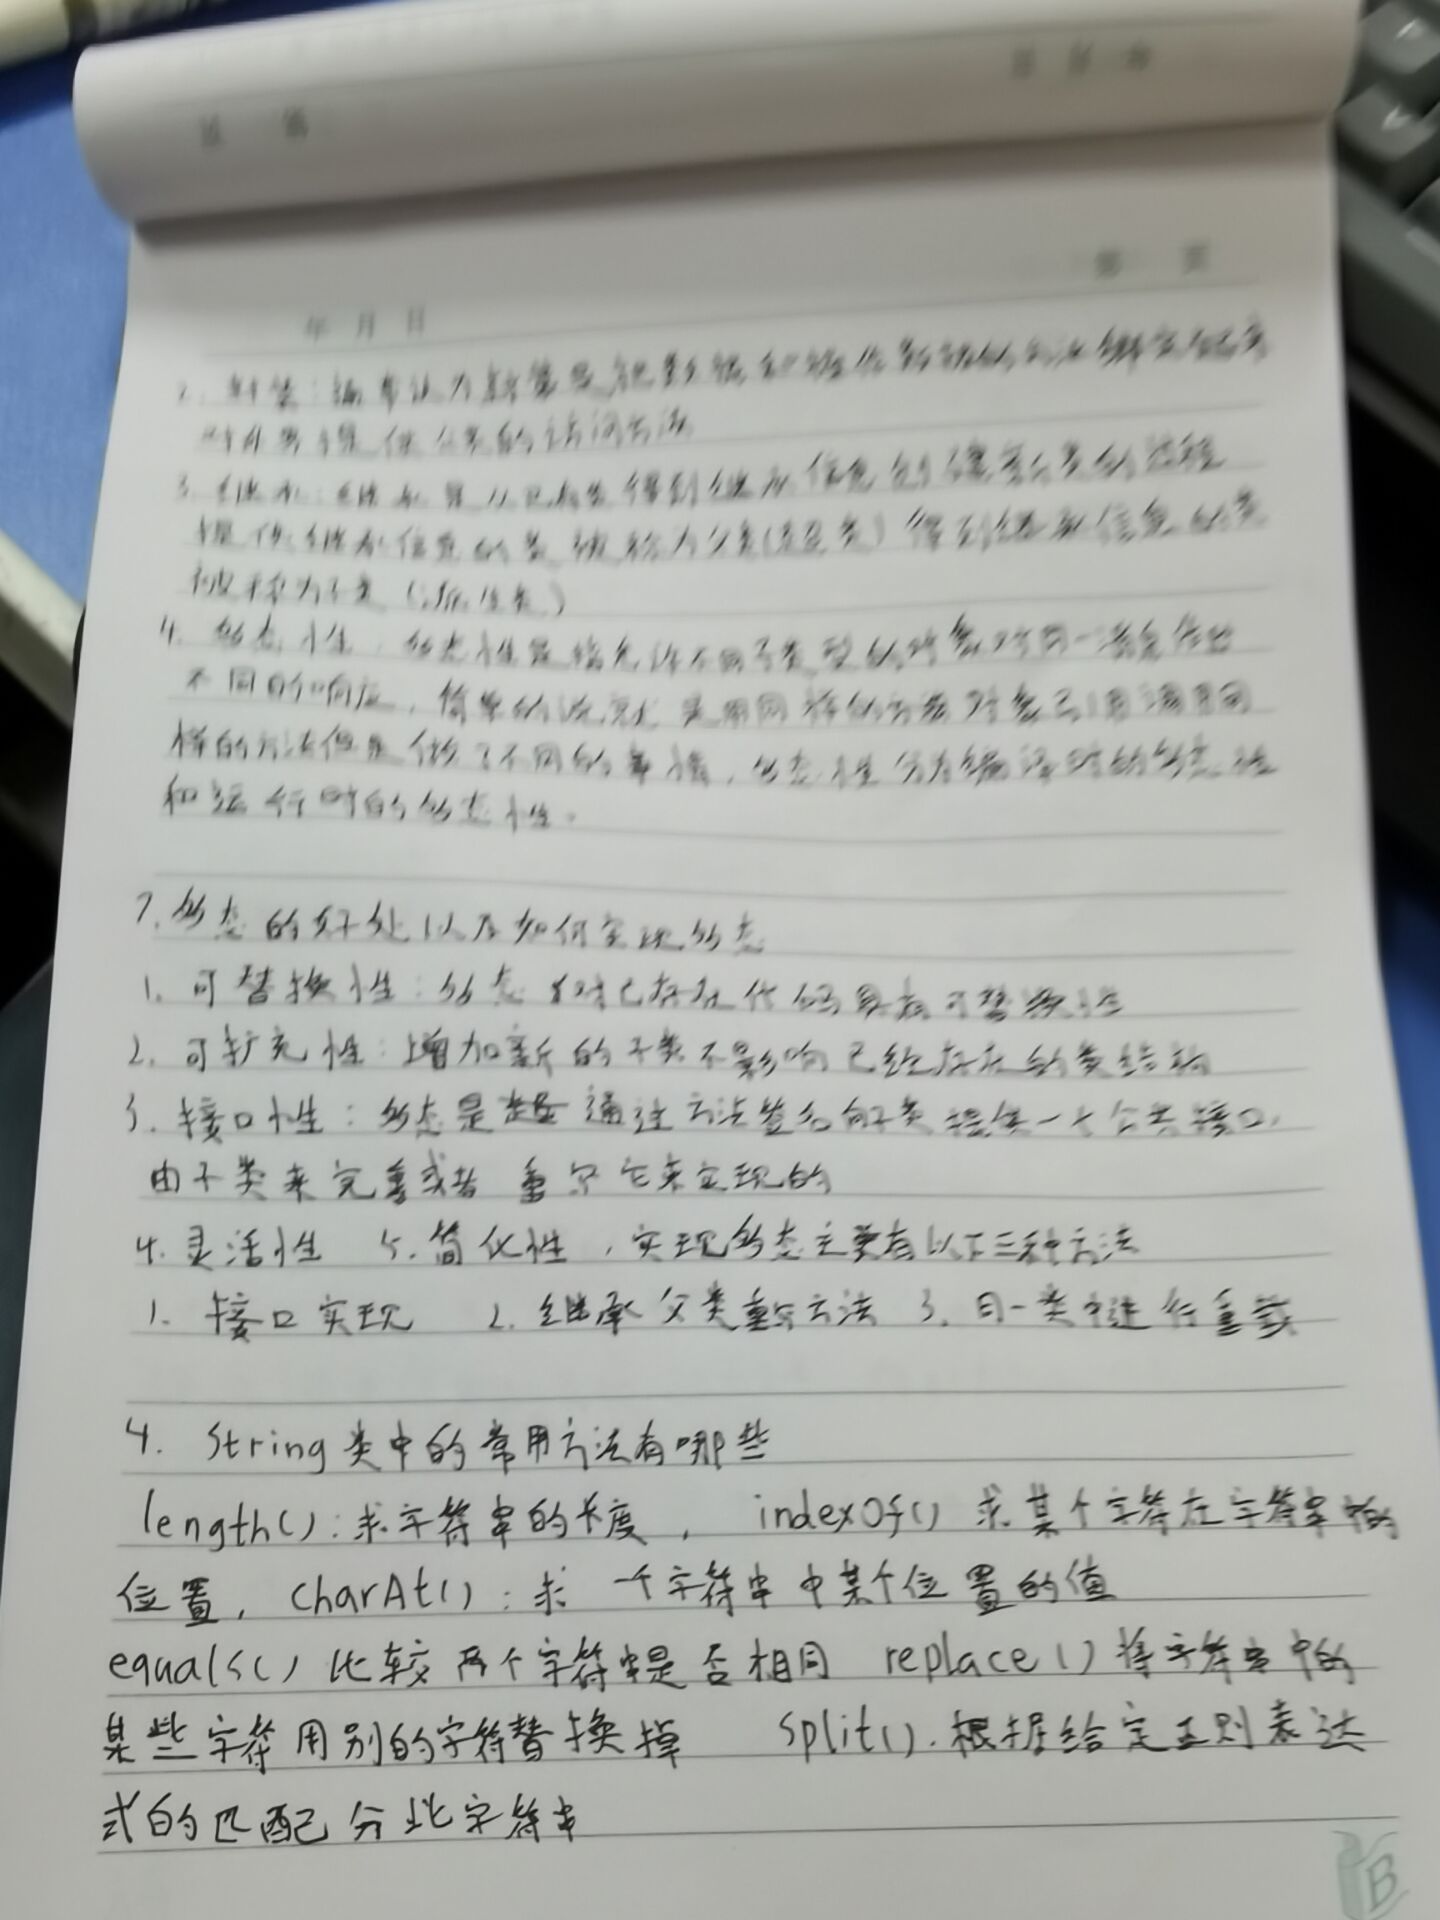 第 页
年 月 日
2. 封装:通常认为封装是把数据和操作数据的方法绑定起来
对外界提供 的访问方法
3. 继承:继承是从已有类得到继承信息创建新类的过程
提供继承信息的类被称为父类(超类)得到继承信息的类
被称为子类(派生类)
4. 多态性:多态性是指允许不同子类型的对象对同一消息作出
不同的响应,简单的说就是用同样的 对象引用调用同
样的方法但是做了不同的事情,多态性分为编译时的多态性
和运行时的多态性。
7. 多态的好处以及如何实现多态
1. 可替换性:多态 对已存在代码具有可替换性
2. 可扩充性:增加新的子类不影响已经存在的类结构
3. 接口性:多态是 通过方法签名向子类提供一个公共接口,
由子类来完善或者 重写它来实现的
4. 灵活性 5. 简化性,实现多态主要有以下三种方法
1. 接口实现 2. 继承父类重写方法 3. 同一类中进行重载
4. String 类中的常用方法有哪些
length():求字符串的长度, indexOf() 求某个字符在字符串中的
位置, charAt():求 一个字符串中某个位置的值
equals() 比较两个字符串是否相同 replace() 将字符串中的
某些字符用别的字符替换掉 split(). 根据给定正则表达
式的匹配分 此字符串
B